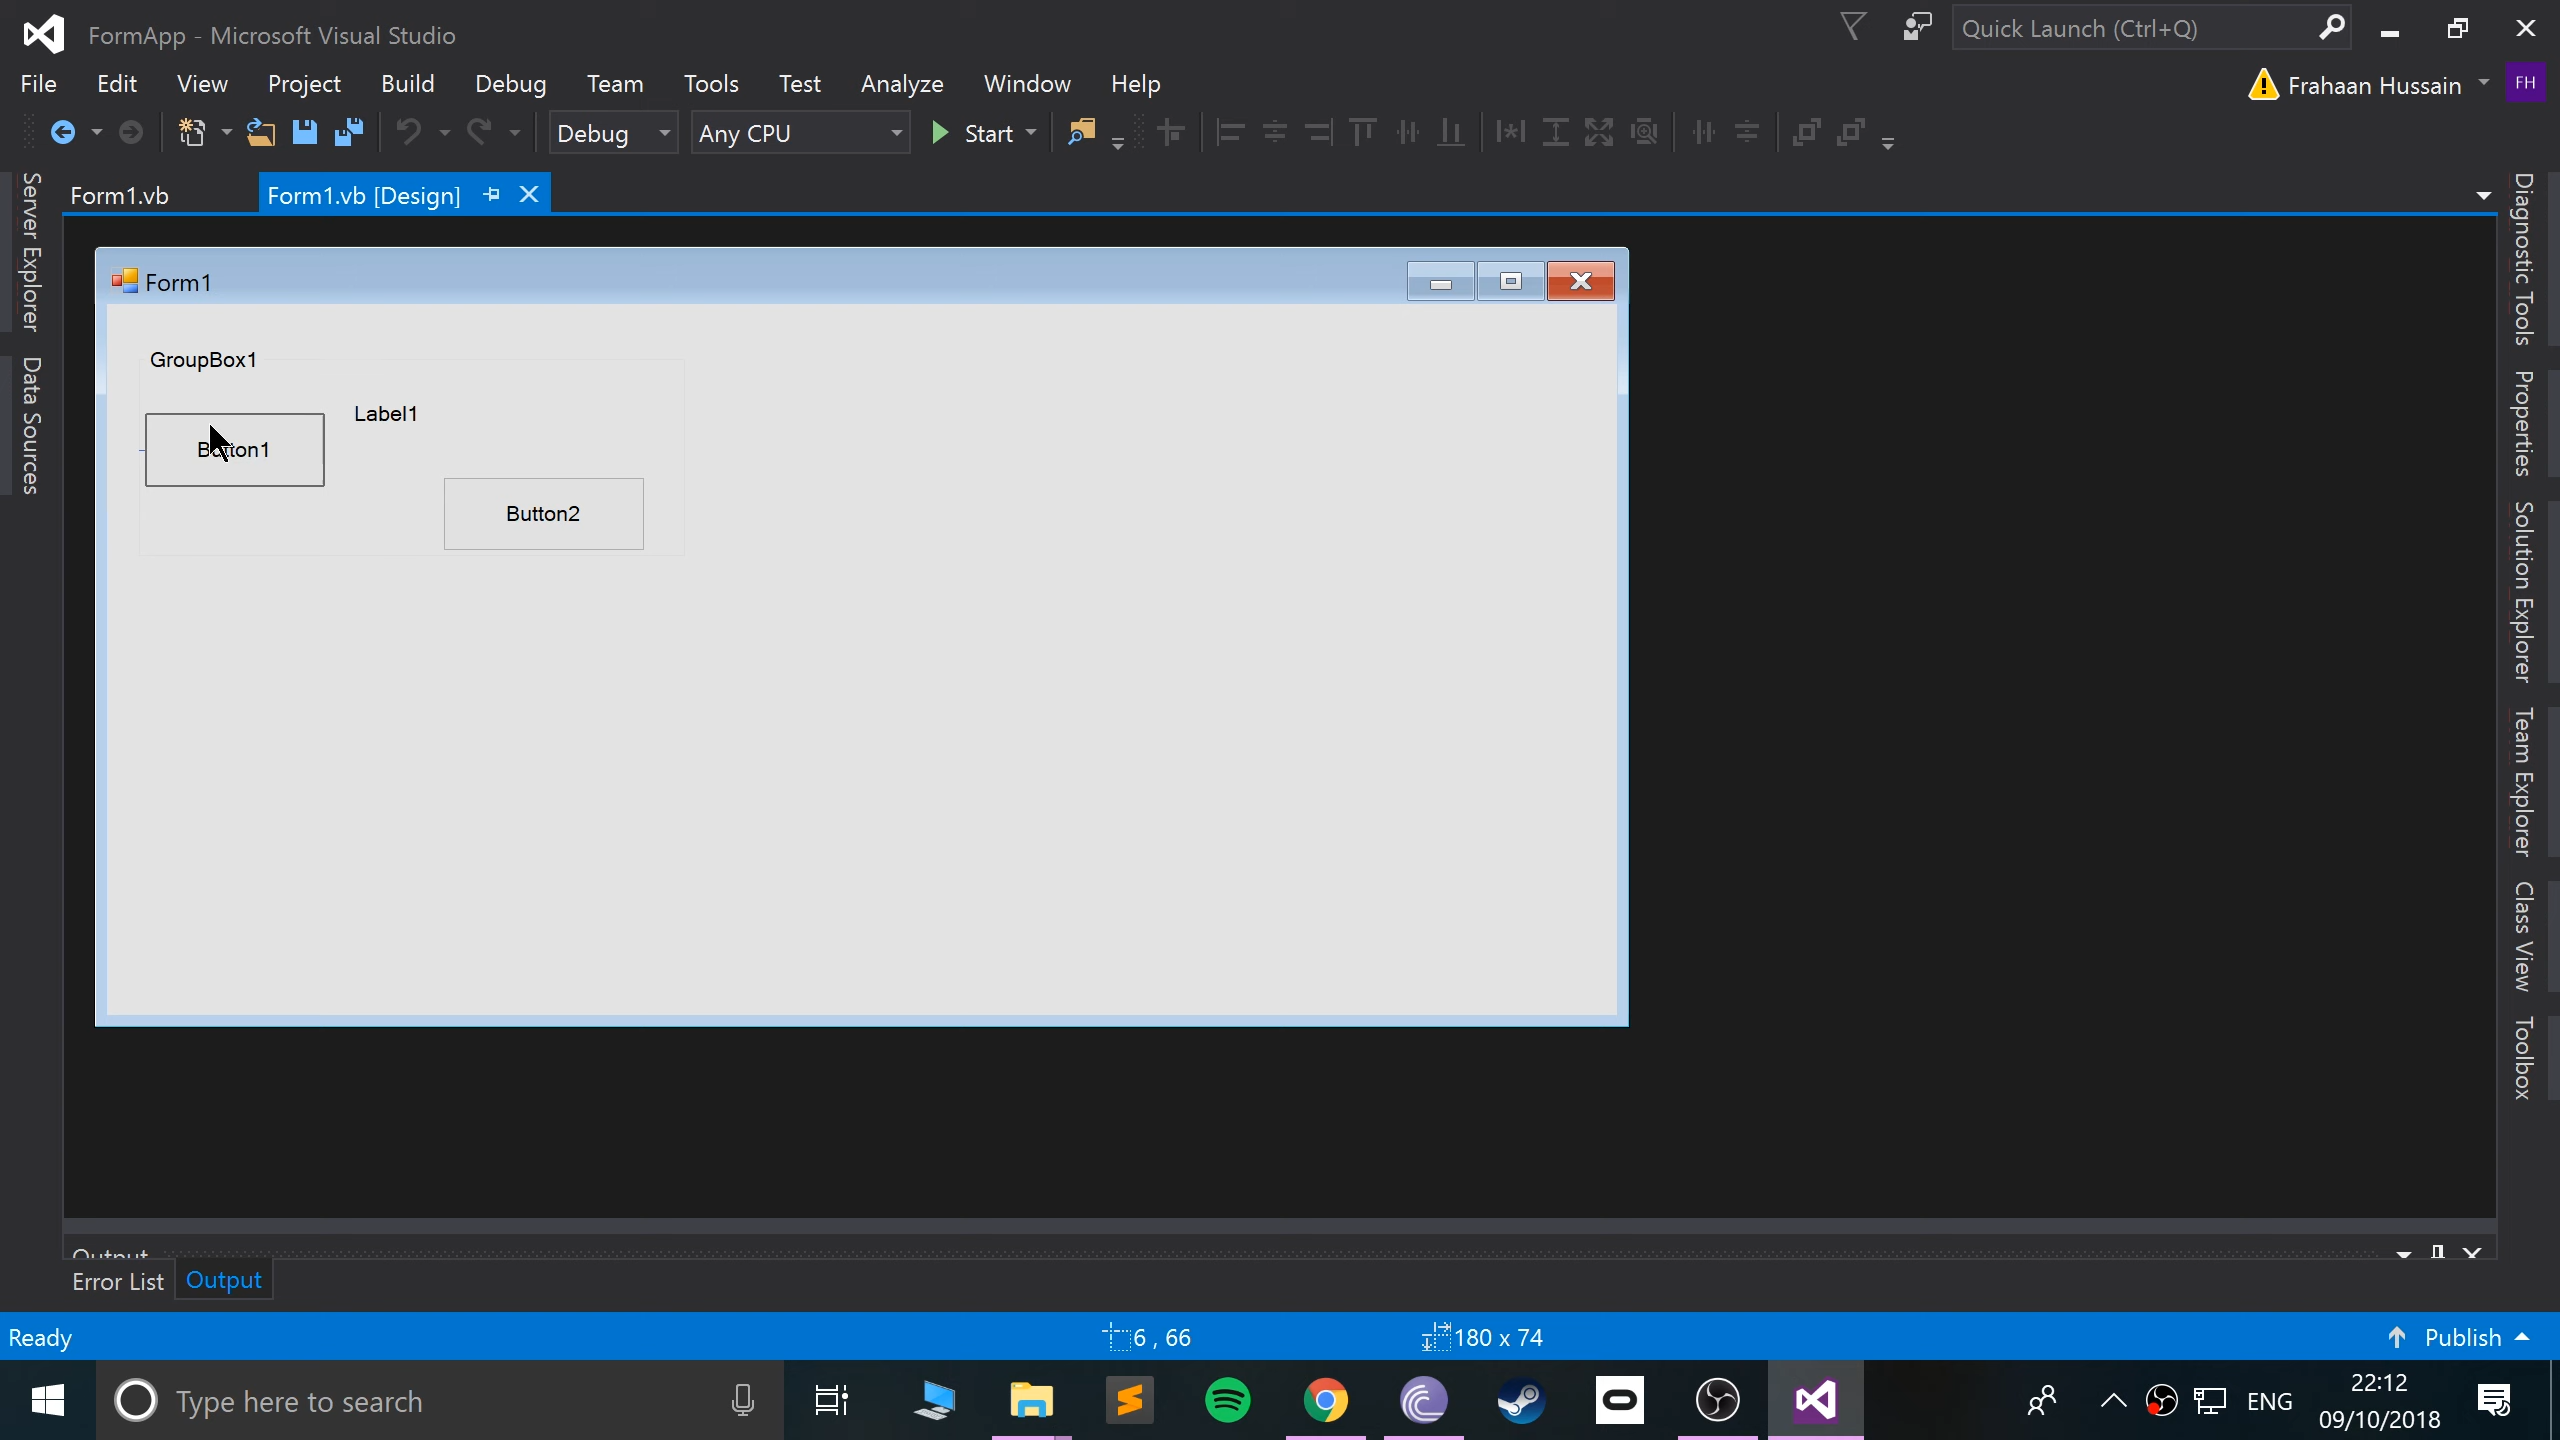 FormApp - Microsoft Visual Studio
Quick Launch (Ctrl+Q)
File Edit View Project Build Debug Team Tools Test Analyze Window Help
Frahaan Hussain FH
Debug Any CPU Start
Form1.vb Form1.vb [Design]
Server Explorer
Data Sources
Form1
GroupBox1
Label1
Button1
Button2
Diagnostic Tools
Properties
Solution Explorer
Team Explorer
Class View
Toolbox
Output
Error List Output
Ready 6 , 66 180 x 74 Publish
Type here to search
ENG
22:12
09/10/2018